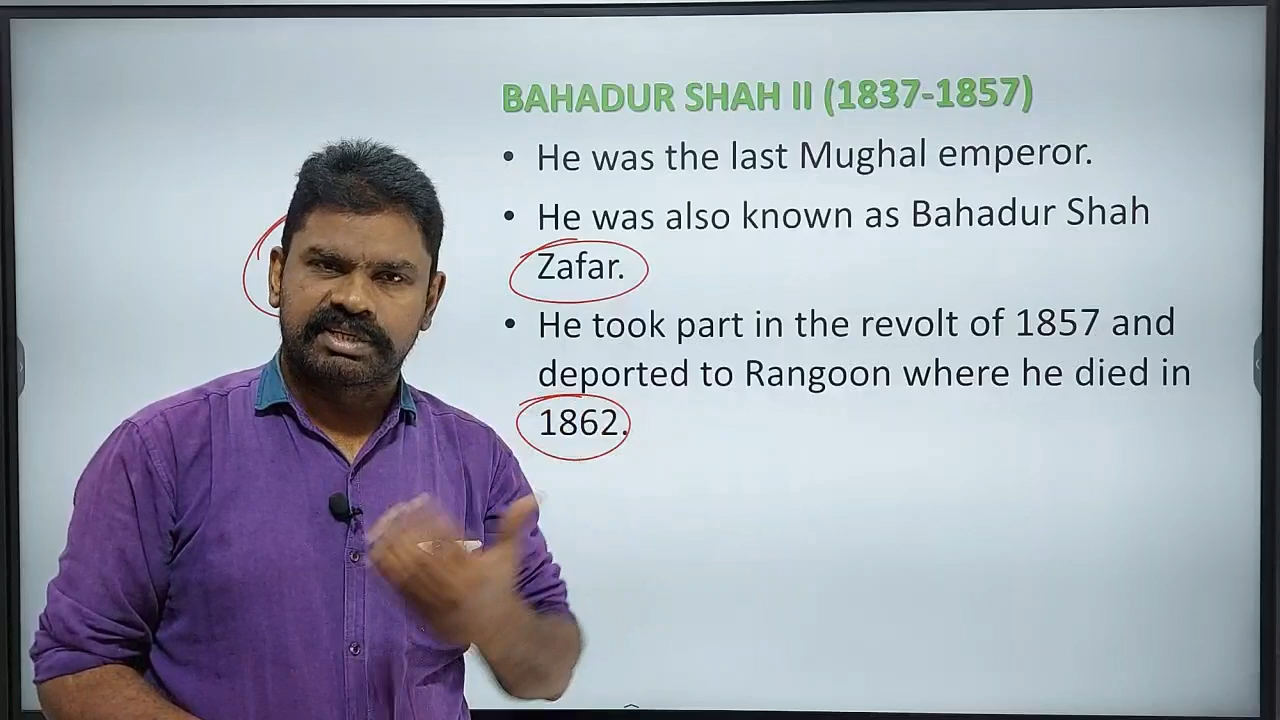 BAHADUR SHAH II (1837-1857)
• He was the last Mughal emperor.
• He was also known as Bahadur Shah
Zafar.
• He took part in the revolt of 1857 and
deported to Rangoon where he died in
1862.